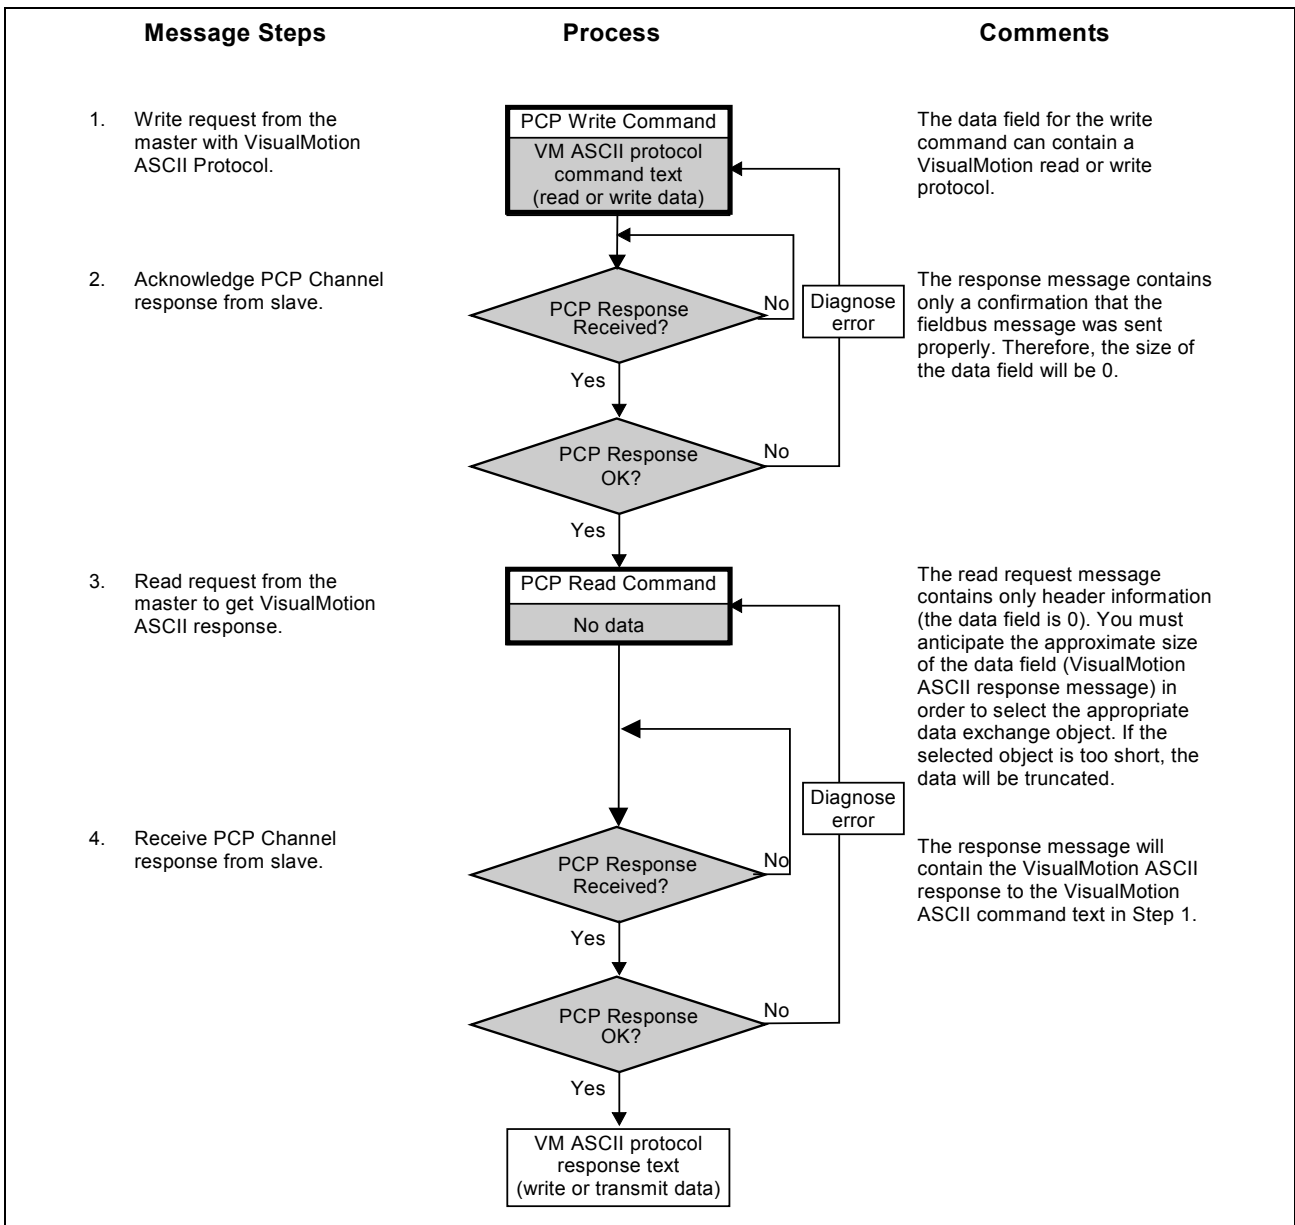 Message Steps
Process
Comments
1. Write request from the
master with VisualMotion
ASCII Protocol.
PCP Write Command
VM ASCII protocol
command text
(read or write data)
The data field for the write
command can contain a
VisualMotion read or write
protocol.
2. Acknowledge PCP Channel
response from slave.
PCP Response
Received?
No
Diagnose
error
The response message contains
only a confirmation that the
fieldbus message was sent
properly. Therefore, the size of
the data field will be 0.
Yes
PCP Response
OK?
No
Yes
3. Read request from the
master to get VisualMotion
ASCII response.
PCP Read Command
No data
The read request message
contains only header information
(the data field is 0). You must
anticipate the approximate size
of the data field (VisualMotion
ASCII response message) in
order to select the appropriate
data exchange object. If the
selected object is too short, the
data will be truncated.
Diagnose
error
4. Receive PCP Channel
response from slave.
PCP Response
Received?
No
The response message will
contain the VisualMotion ASCII
response to the VisualMotion
ASCII command text in Step 1.
Yes
PCP Response
OK?
No
Yes
VM ASCII protocol
response text
(write or transmit data)